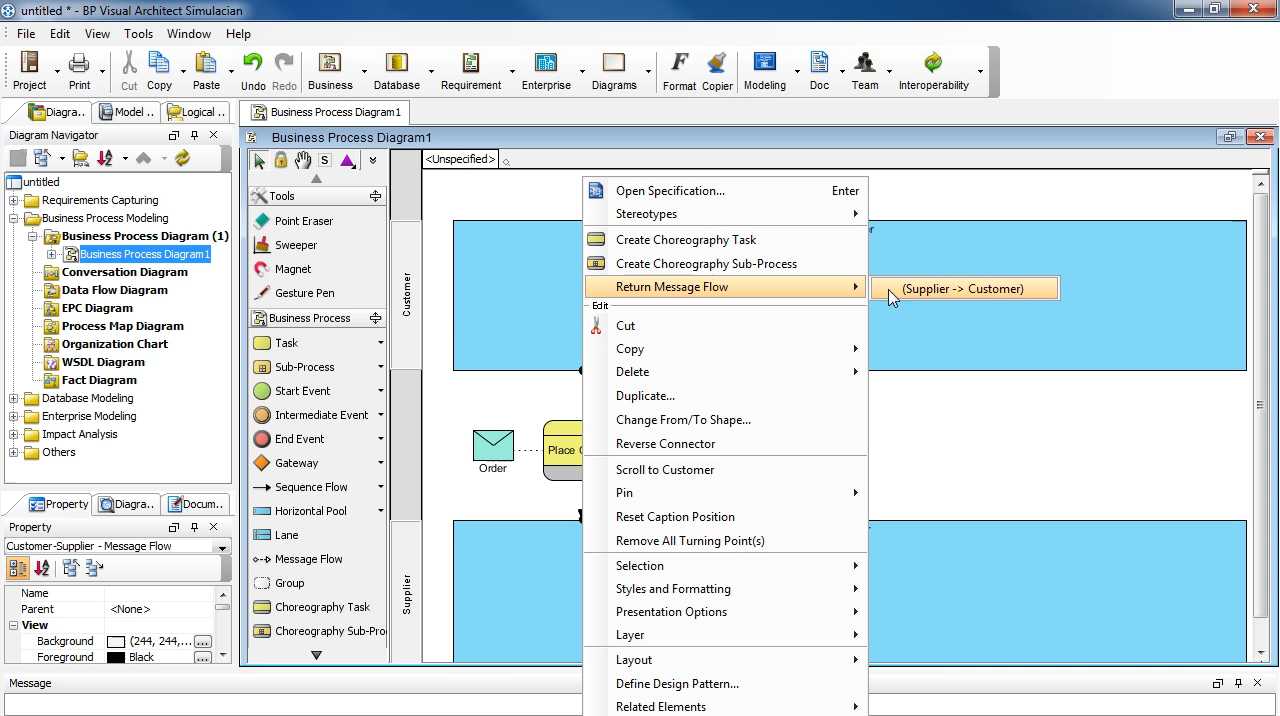 untitled * - BP Visual Architect Simulacian
File Edit View Tools Window Help
Project Print Cut Copy Paste Undo Redo Business Database Requirement Enterprise Diagrams Format Copier Modeling Doc Team Interoperability
Diagra.. Model .. Logical ..
Business Process Diagram1
Diagram Navigator
Business Process Diagram1
S
<Unspecified>
untitled
Requirements Capturing
Business Process Modeling
Business Process Diagram (1)
Business Process Diagram1
Conversation Diagram
Data Flow Diagram
EPC Diagram
Process Map Diagram
Organization Chart
WSDL Diagram
Fact Diagram
Database Modeling
Enterprise Modeling
Impact Analysis
Others
Property Diagra.. Docum..
Property
Customer-Supplier - Message Flow
Name
Parent <None>
View
Background (244, 244,... ...
Foreground Black ...
Message
Tools
Point Eraser
Sweeper
Magnet
Gesture Pen
Business Process
Task
Sub-Process
Start Event
Intermediate Event
End Event
Gateway
Sequence Flow
Horizontal Pool
Lane
Message Flow
Group
Choreography Task
Choreography Sub-Pro
Customer
Supplier
Order
Place
Open Specification... Enter
Stereotypes
Create Choreography Task
Create Choreography Sub-Process
Return Message Flow
(Supplier -> Customer)
Edit
Cut
Copy
Delete
Duplicate...
Change From/To Shape...
Reverse Connector
Scroll to Customer
Pin
Reset Caption Position
Remove All Turning Point(s)
Selection
Styles and Formatting
Presentation Options
Layer
Layout
Define Design Pattern...
Related Elements